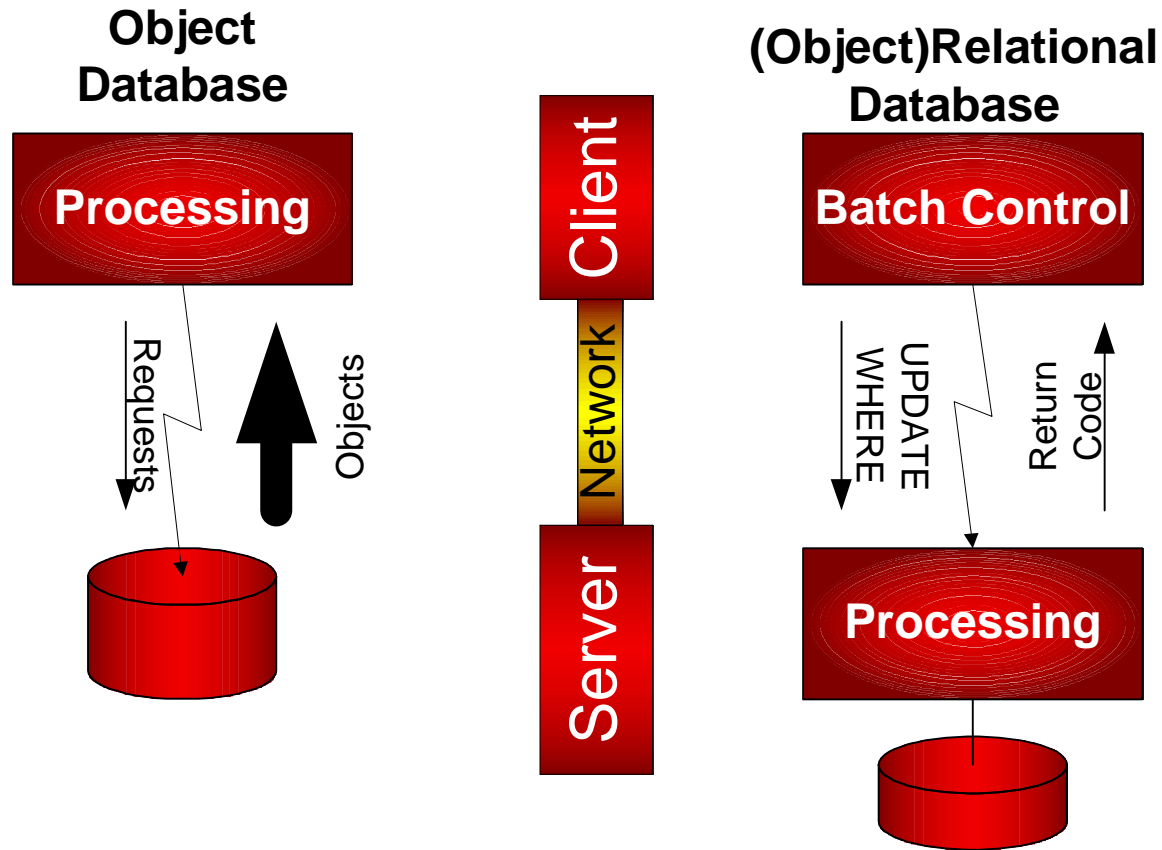 Object
Database
Processing
Requests
Objects
Client
Network
Server
(Object)Relational
Database
Batch Control
UPDATE
WHERE
Return
Code
Processing